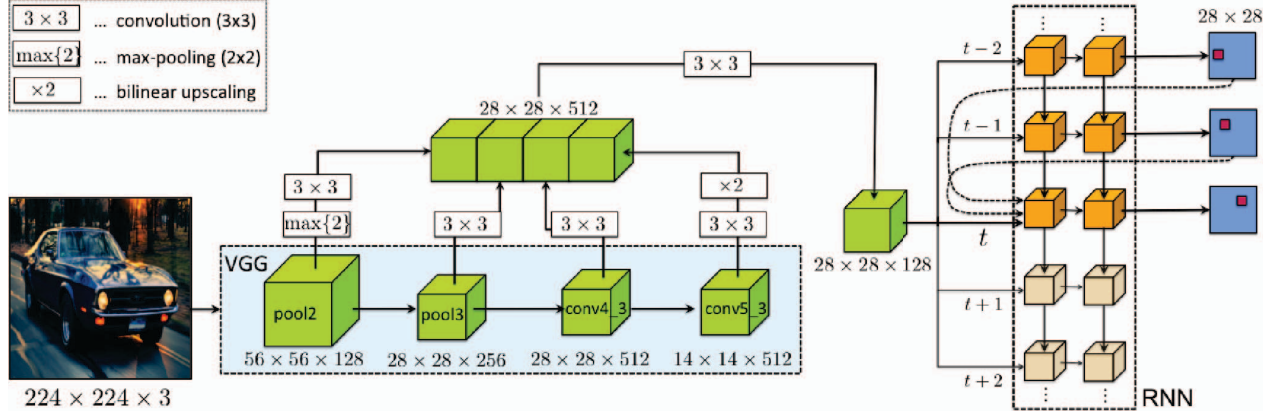 3 × 3 ... convolution (3x3)
max{2} ... max-pooling (2x2)
×2 ... bilinear upscaling
28 × 28 × 512
3 × 3
3 × 3
max{2}
3 × 3
3 × 3
×2
3 × 3
VGG
pool2
pool3
conv4_3
conv5_3
56 × 56 × 128
28 × 28 × 256
28 × 28 × 512
14 × 14 × 512
224 × 224 × 3
28 × 28 × 128
t−2
t−1
t
t+1
t+2
28 × 28
RNN